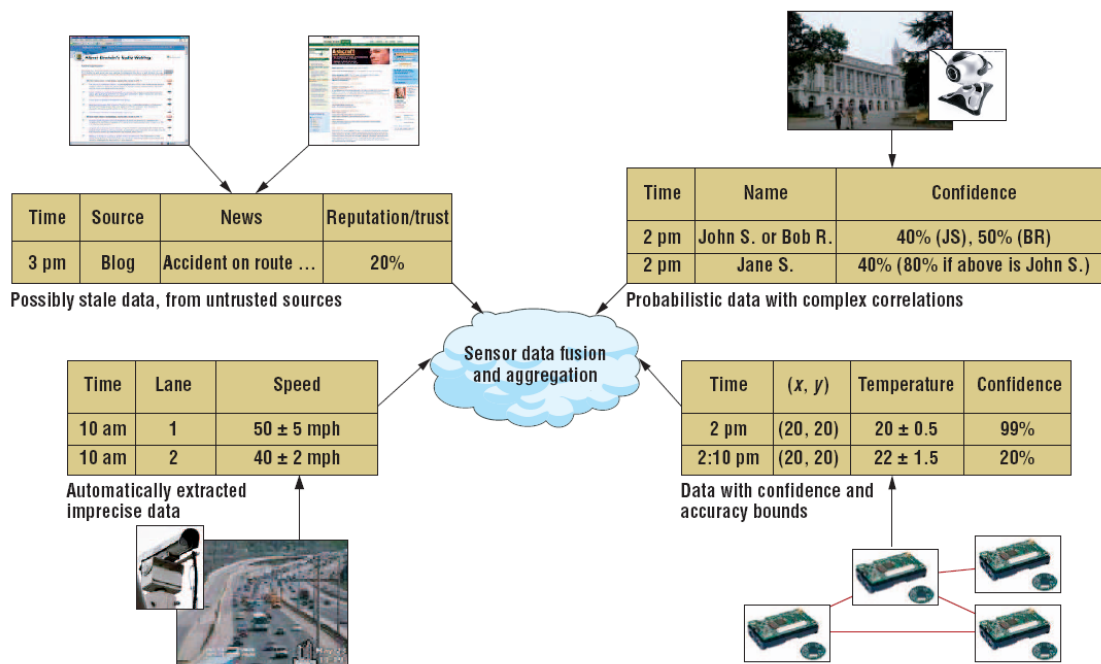 Time Source News Reputation/trust
3 pm Blog Accident on route ... 20%
Possibly stale data, from untrusted sources
Time Name Confidence
2 pm John S. or Bob R. 40% (JS), 50% (BR)
2 pm Jane S. 40% (80% if above is John S.)
Probabilistic data with complex correlations
Sensor data fusion
and aggregation
Time Lane Speed
10 am 1 50 ± 5 mph
10 am 2 40 ± 2 mph
Automatically extracted
imprecise data
Time (x, y) Temperature Confidence
2 pm (20, 20) 20 ± 0.5 99%
2:10 pm (20, 20) 22 ± 1.5 20%
Data with confidence and
accuracy bounds